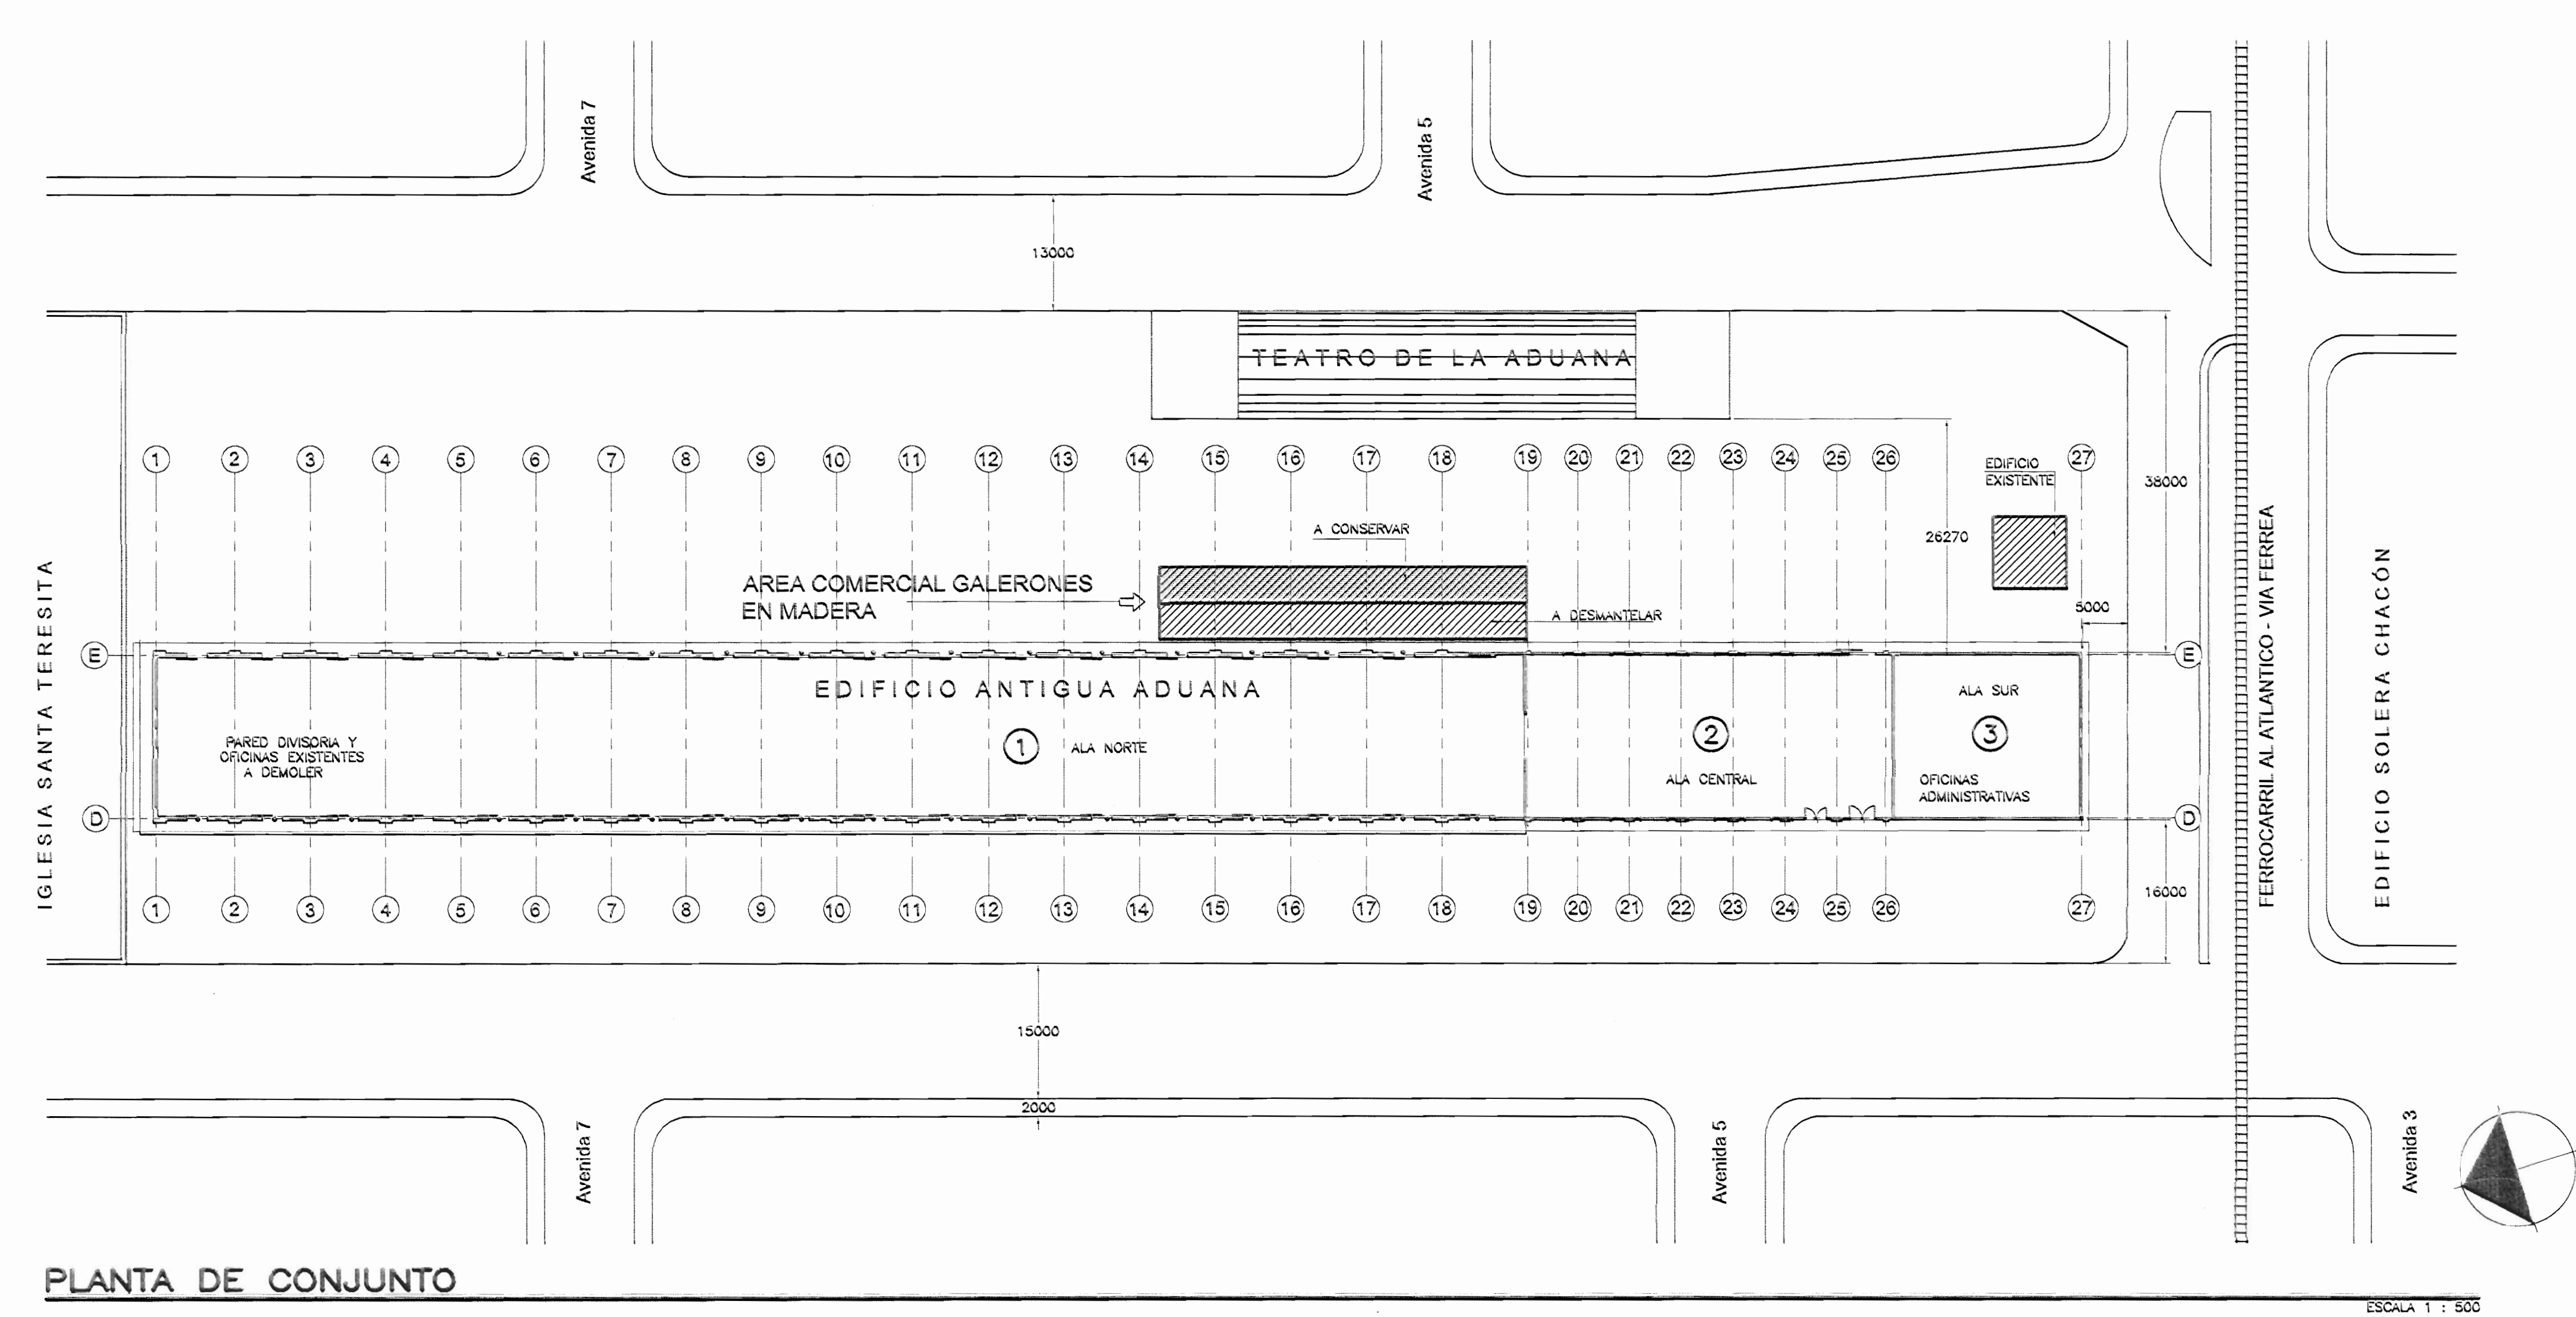 Avenida 7
Avenida 5
13000
TEATRO DE LA ADUANA
1 2 3 4 5 6 7 8 9 10 11 12 13 14 15 16 17 18 19 20 21 22 23 24 25 26 27
EDIFICIO
EXISTENTE
38000
A CONSERVAR
26270
AREA COMERCIAL GALERONES
EN MADERA
A DESMANTELAR
5000
E
E
EDIFICIO ANTIGUA ADUANA
ALA SUR
PARED DIVISORIA Y
OFICINAS EXISTENTES
A DEMOLER
1
ALA NORTE
2
ALA CENTRAL
3
OFICINAS
ADMINISTRATIVAS
D
D
16000
1 2 3 4 5 6 7 8 9 10 11 12 13 14 15 16 17 18 19 20 21 22 23 24 25 26 27
IGLESIA SANTA TERESITA
FERROCARRIL AL ATLANTICO - VIA FERREA
EDIFICIO SOLERA CHACÓN
15000
2000
Avenida 7
Avenida 5
Avenida 3
PLANTA DE CONJUNTO
ESCALA 1 : 500